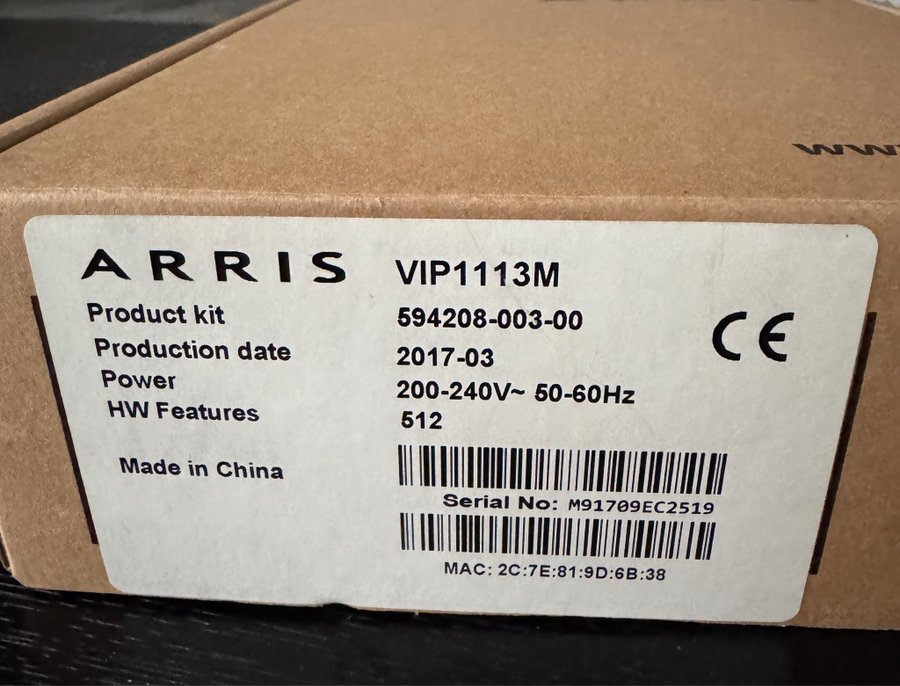 www.
ARRIS VIP1113M
Product kit 594208-003-00
Production date 2017-03
Power 200-240V~ 50-60Hz
HW Features 512
CE
Made in China
Serial No: M91709EC2519
MAC: 2C:7E:81:9D:6B:38